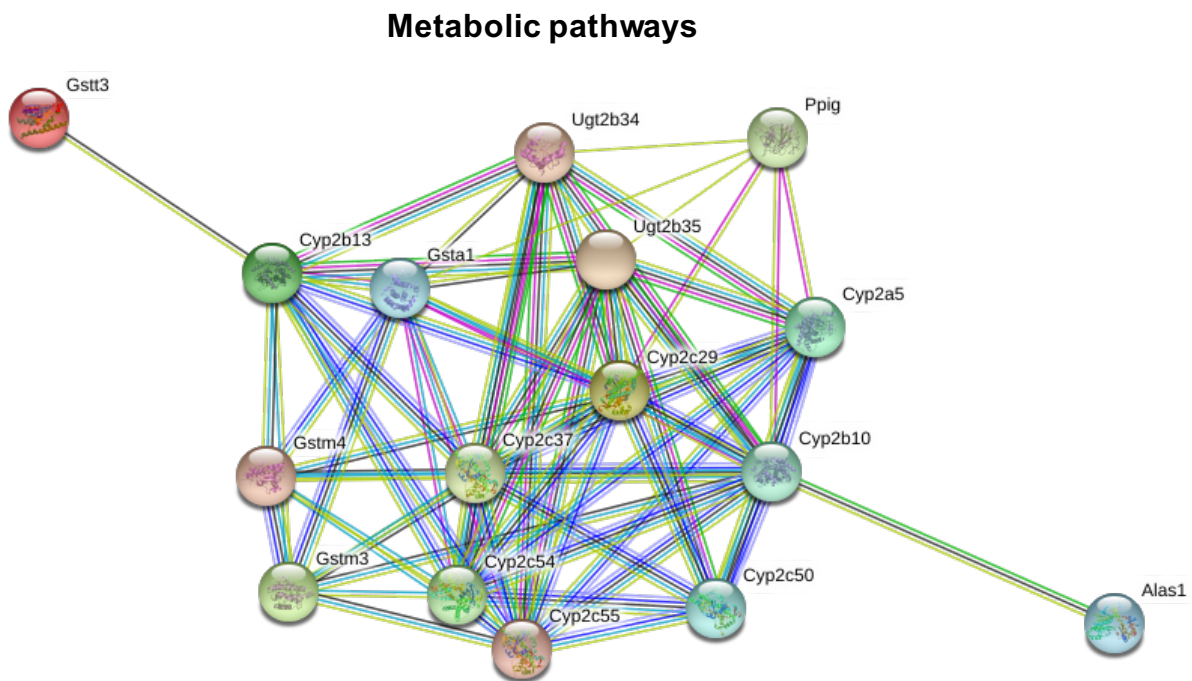 Metabolic pathways
Gstt3
Ppig
Ugt2b34
Ugt2b35
Cyp2b13
Gsta1
Cyp2a5
Cyp2c29
Cyp2b10
Gstm4
Cyp2c37
Gstm3
Cyp2c54
Cyp2c50
Alas1
Cyp2c55